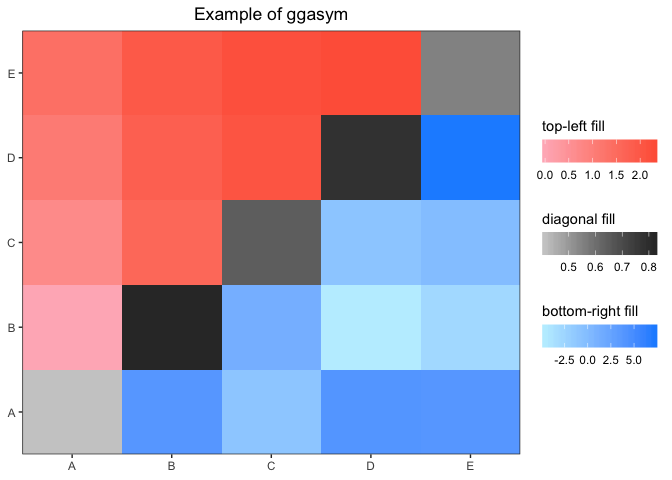 Example of ggasym
E
D
C
B
A
A B C D E
top-left fill
0.0 0.5 1.0 1.5 2.0
diagonal fill
0.5 0.6 0.7 0.8
bottom-right fill
-2.5 0.0 2.5 5.0